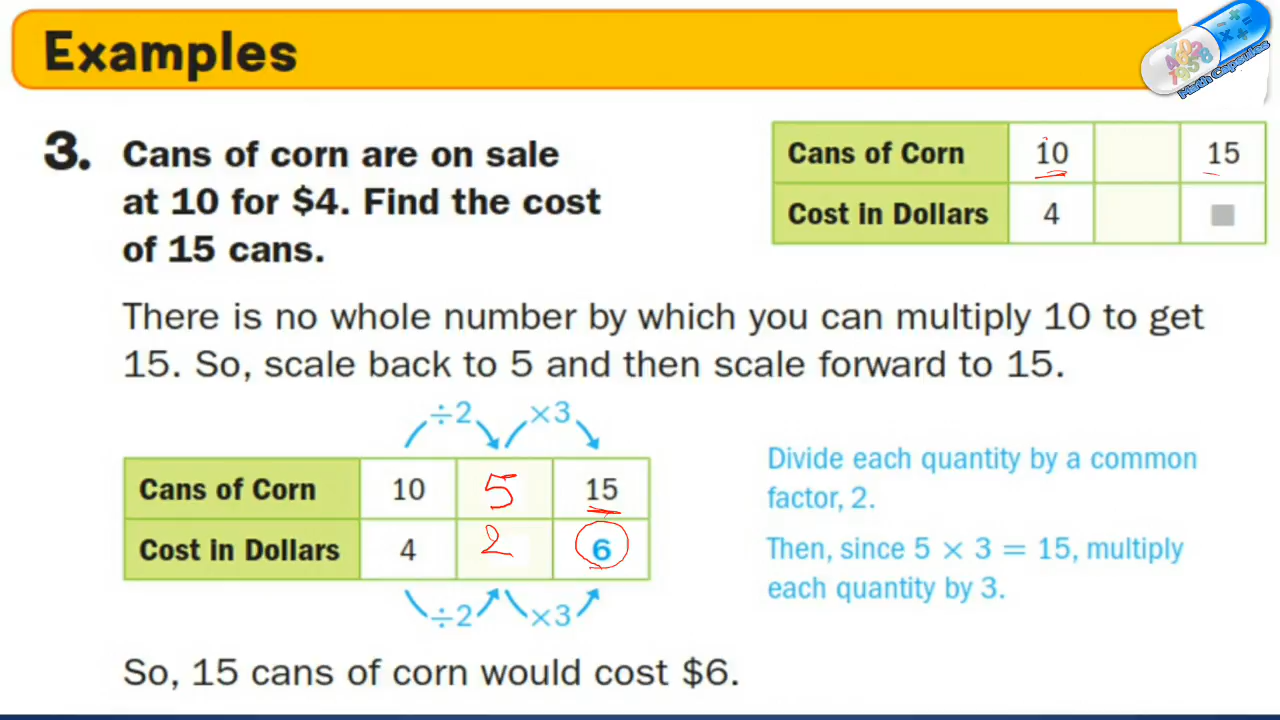 Examples
Math Capsules
3. Cans of corn are on sale
at 10 for $4. Find the cost
of 15 cans.
Cans of Corn 10 15
Cost in Dollars 4
There is no whole number by which you can multiply 10 to get
15. So, scale back to 5 and then scale forward to 15.
÷2 ×3
Cans of Corn 10 5 15
Cost in Dollars 4 2 6
÷2 ×3
Divide each quantity by a common
factor, 2.
Then, since 5 × 3 = 15, multiply
each quantity by 3.
So, 15 cans of corn would cost $6.